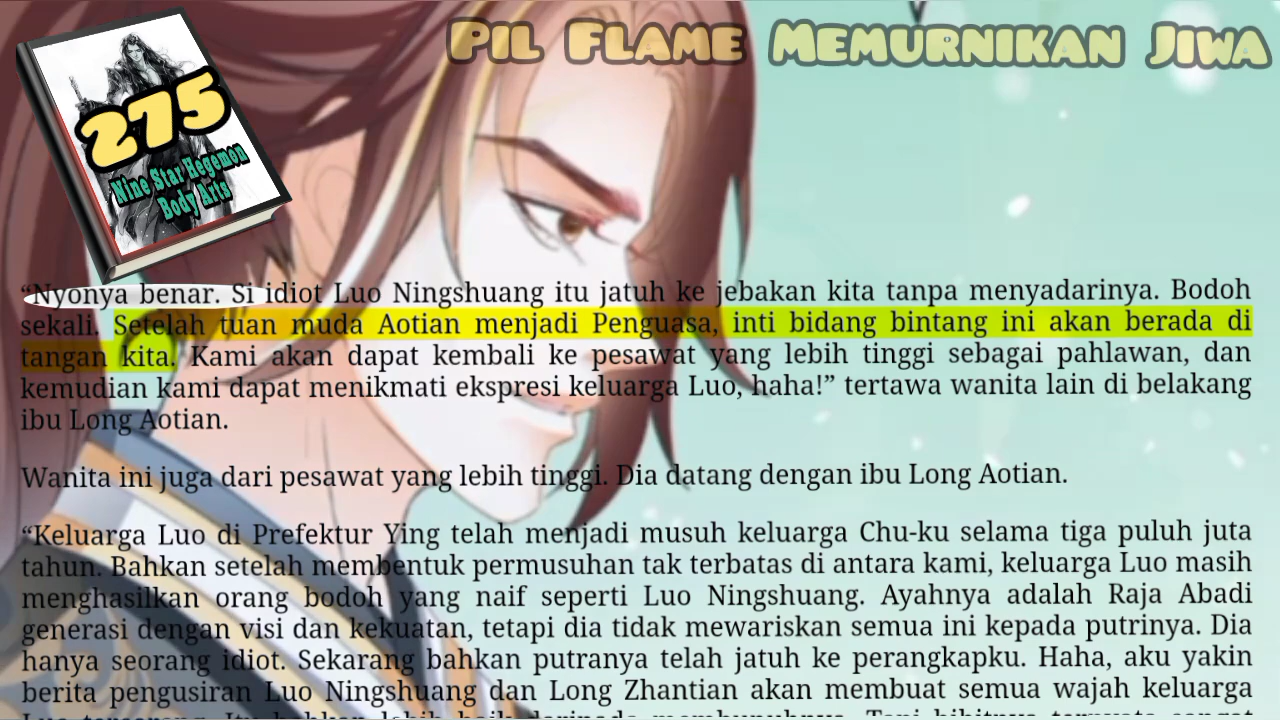 Pil Flame Memurnikan Jiwa
275
Nine Star Hegemon
Body Arts
“Nyonya benar. Si idiot Luo Ningshuang itu jatuh ke jebakan kita tanpa menyadarinya. Bodoh
sekali. Setelah tuan muda Aotian menjadi Penguasa, inti bidang bintang ini akan berada di
tangan kita. Kami akan dapat kembali ke pesawat yang lebih tinggi sebagai pahlawan, dan
kemudian kami dapat menikmati ekspresi keluarga Luo, haha!” tertawa wanita lain di belakang
ibu Long Aotian.
Wanita ini juga dari pesawat yang lebih tinggi. Dia datang dengan ibu Long Aotian.
“Keluarga Luo di Prefektur Ying telah menjadi musuh keluarga Chu-ku selama tiga puluh juta
tahun. Bahkan setelah membentuk permusuhan tak terbatas di antara kami, keluarga Luo masih
menghasilkan orang bodoh yang naif seperti Luo Ningshuang. Ayahnya adalah Raja Abadi
generasi dengan visi dan kekuatan, tetapi dia tidak mewariskan semua ini kepada putrinya. Dia
hanya seorang idiot. Sekarang bahkan putranya telah jatuh ke perangkapku. Haha, aku yakin
berita pengusiran Luo Ningshuang dan Long Zhantian akan membuat semua wajah keluarga